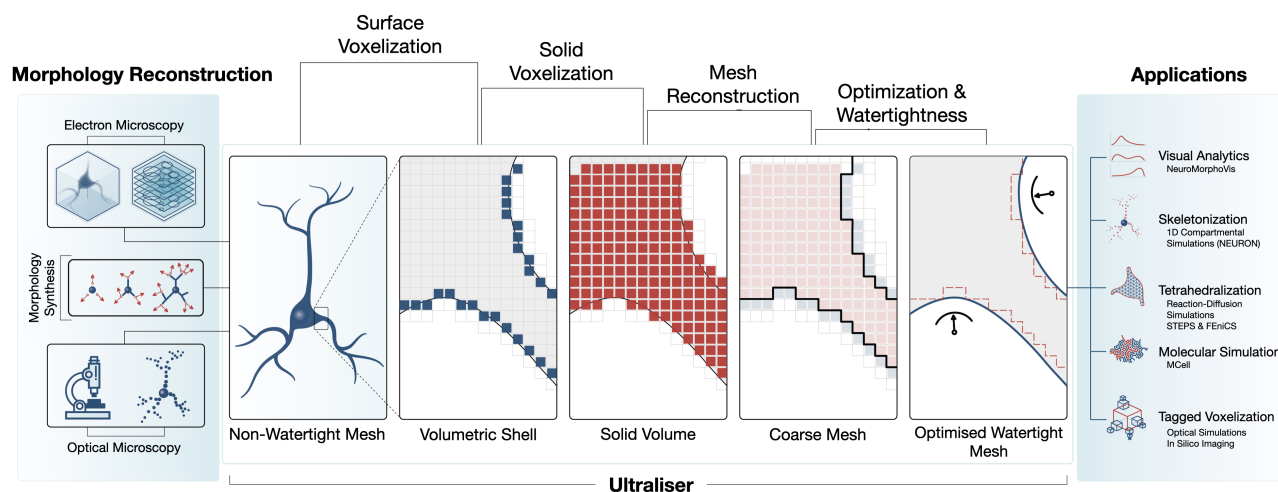 Surface
Voxelization
Solid
Voxelization
Mesh
Reconstruction
Optimization &
Watertightness
Morphology Reconstruction
Electron Microscopy
Morphology
Synthesis
Optical Microscopy
Non-Watertight Mesh
Volumetric Shell
Solid Volume
Coarse Mesh
Optimised Watertight
Mesh
Ultraliser
Applications
Visual Analytics
NeuroMorphoVis
Skeletonization
1D Compartmental
Simulations (NEURON)
Tetrahedralization
Reaction-Diffusion
Simulations
STEPS & FEniCS
Molecular Simulation
MCell
Tagged Voxelization
Optical Simulations
In Silico Imaging